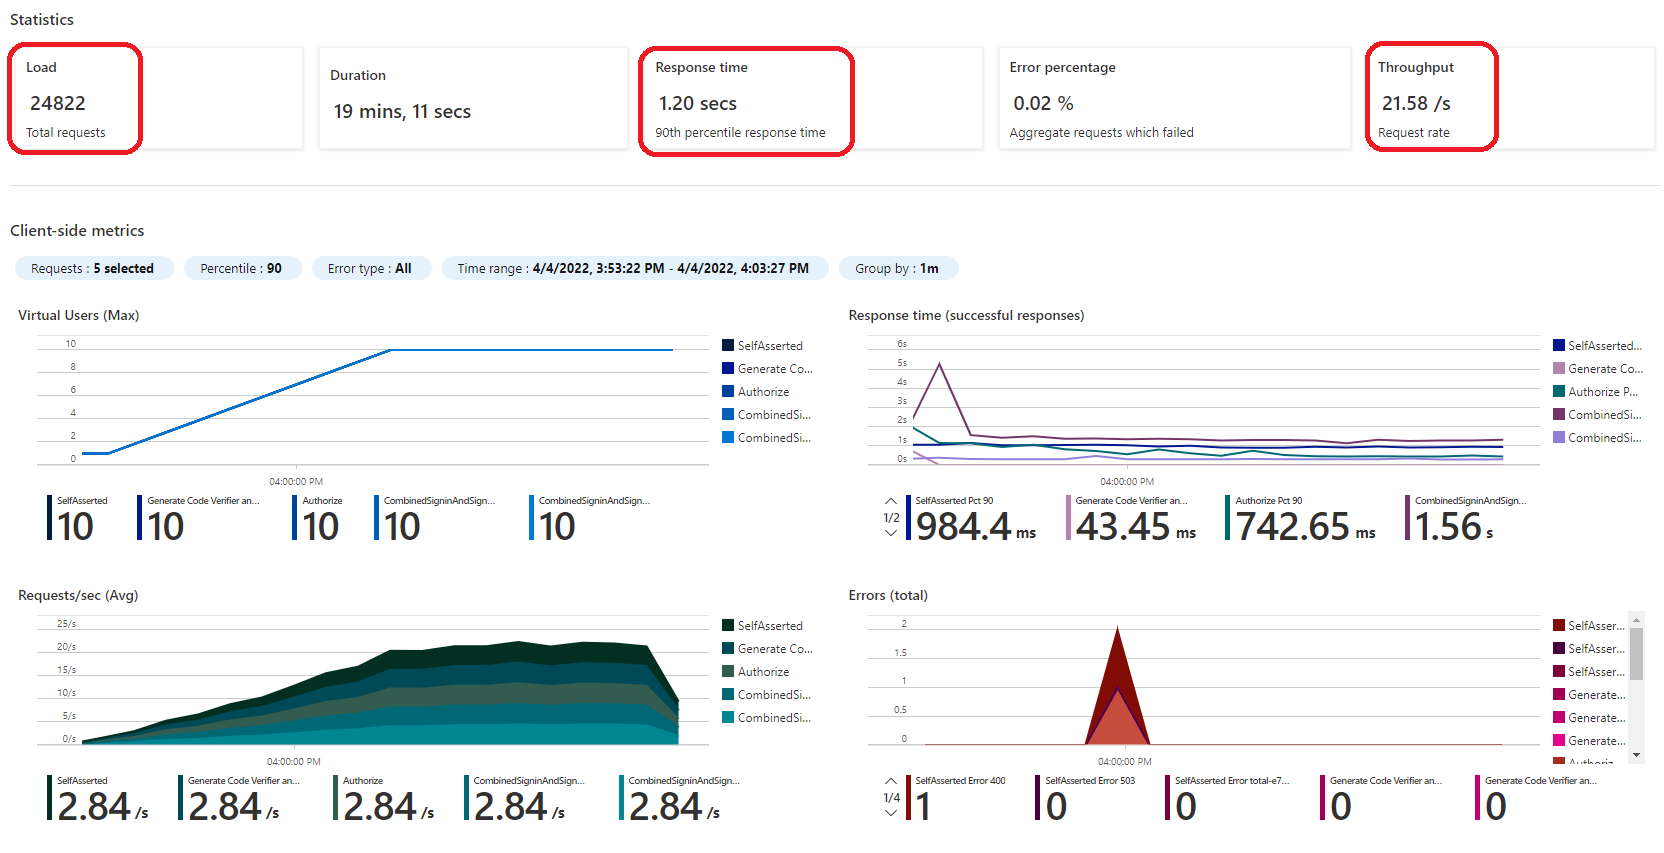 Statistics
Load
24822
Total requests
Duration
19 mins, 11 secs
Response time
1.20 secs
90th percentile response time
Error percentage
0.02 %
Aggregate requests which failed
Throughput
21.58 /s
Request rate
Client-side metrics
Requests : 5 selected
Percentile : 90
Error type : All
Time range : 4/4/2022, 3:53:22 PM - 4/4/2022, 4:03:27 PM
Group by : 1m
Virtual Users (Max)
10
8
6
4
2
0
04:00:00 PM
SelfAsserted
Generate Co...
Authorize
CombinedSi...
CombinedSi...
SelfAsserted
10
Generate Code Verifier an...
10
Authorize
10
CombinedSigninAndSign...
10
CombinedSigninAndSign...
10
Response time (successful responses)
6s
5s
4s
3s
2s
1s
0s
04:00:00 PM
SelfAsserted...
Generate Co...
Authorize P...
CombinedSi...
CombinedSi...
1/2
SelfAsserted Pct 90
984.4 ms
Generate Code Verifier an...
43.45 ms
Authorize Pct 90
742.65 ms
CombinedSigninAndSign...
1.56 s
Requests/sec (Avg)
25/s
20/s
15/s
10/s
5/s
0/s
04:00:00 PM
SelfAsserted
Generate Co...
Authorize
CombinedSi...
CombinedSi...
SelfAsserted
2.84 /s
Generate Code Verifier an...
2.84 /s
Authorize
2.84 /s
CombinedSigninAndSign...
2.84 /s
CombinedSigninAndSign...
2.84 /s
Errors (total)
2
1.5
1
0.5
0
04:00:00 PM
SelfAsser...
SelfAsser...
SelfAsser...
Generate...
Generate...
Generate...
Authoriz...
1/4
SelfAsserted Error 400
1
SelfAsserted Error 503
0
SelfAsserted Error total-e7...
0
Generate Code Verifier an...
0
Generate Code Verifier an...
0